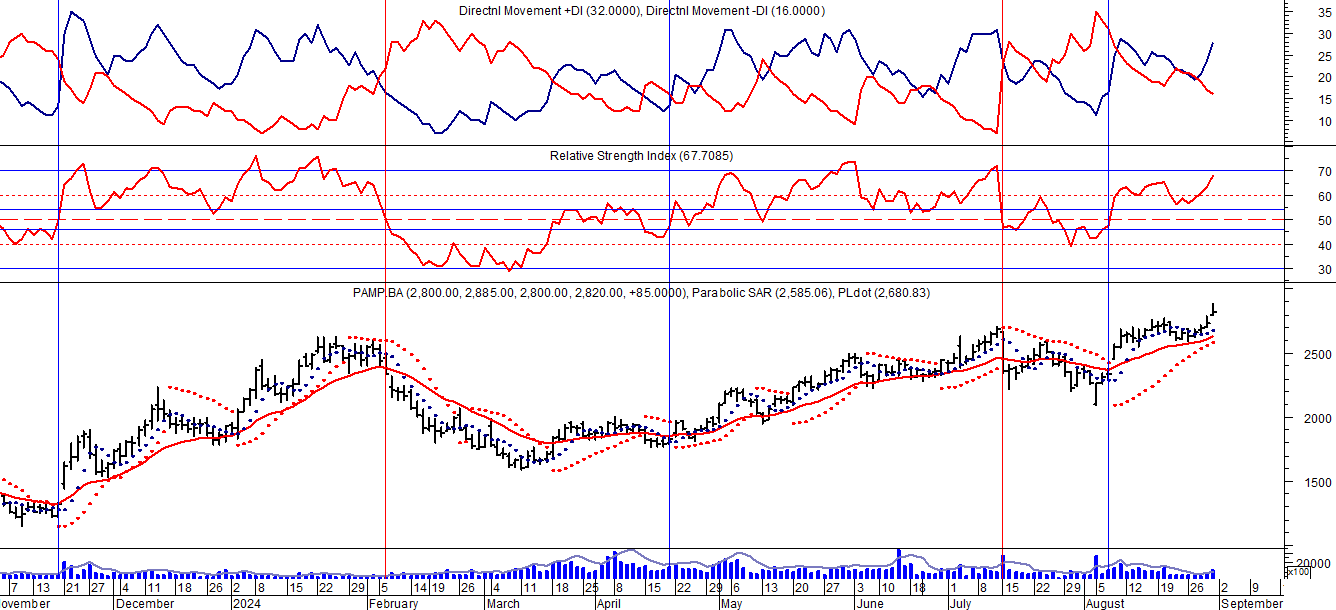 Directnl Movement +DI (32.0000), Directnl Movement -DI (16.0000)
35
30
25
20
15
10
Relative Strength Index (67.7085)
70
60
50
40
30
PAMP.BA (2,800.00, 2,885.00, 2,800.00, 2,820.00, +85.0000), Parabolic SAR (2,585.06), PLdot (2,680.83)
2500
2000
1500
20000
x100
7 13 21 27 4 11 18 26 2 8 15 22 29 5 14 19 26 4 11 18 25 8 15 22 29 6 13 20 27 3 10 18 1 8 15 22 29 5 12 19 26 2 9
ovember December 2024 February March April May June July August September